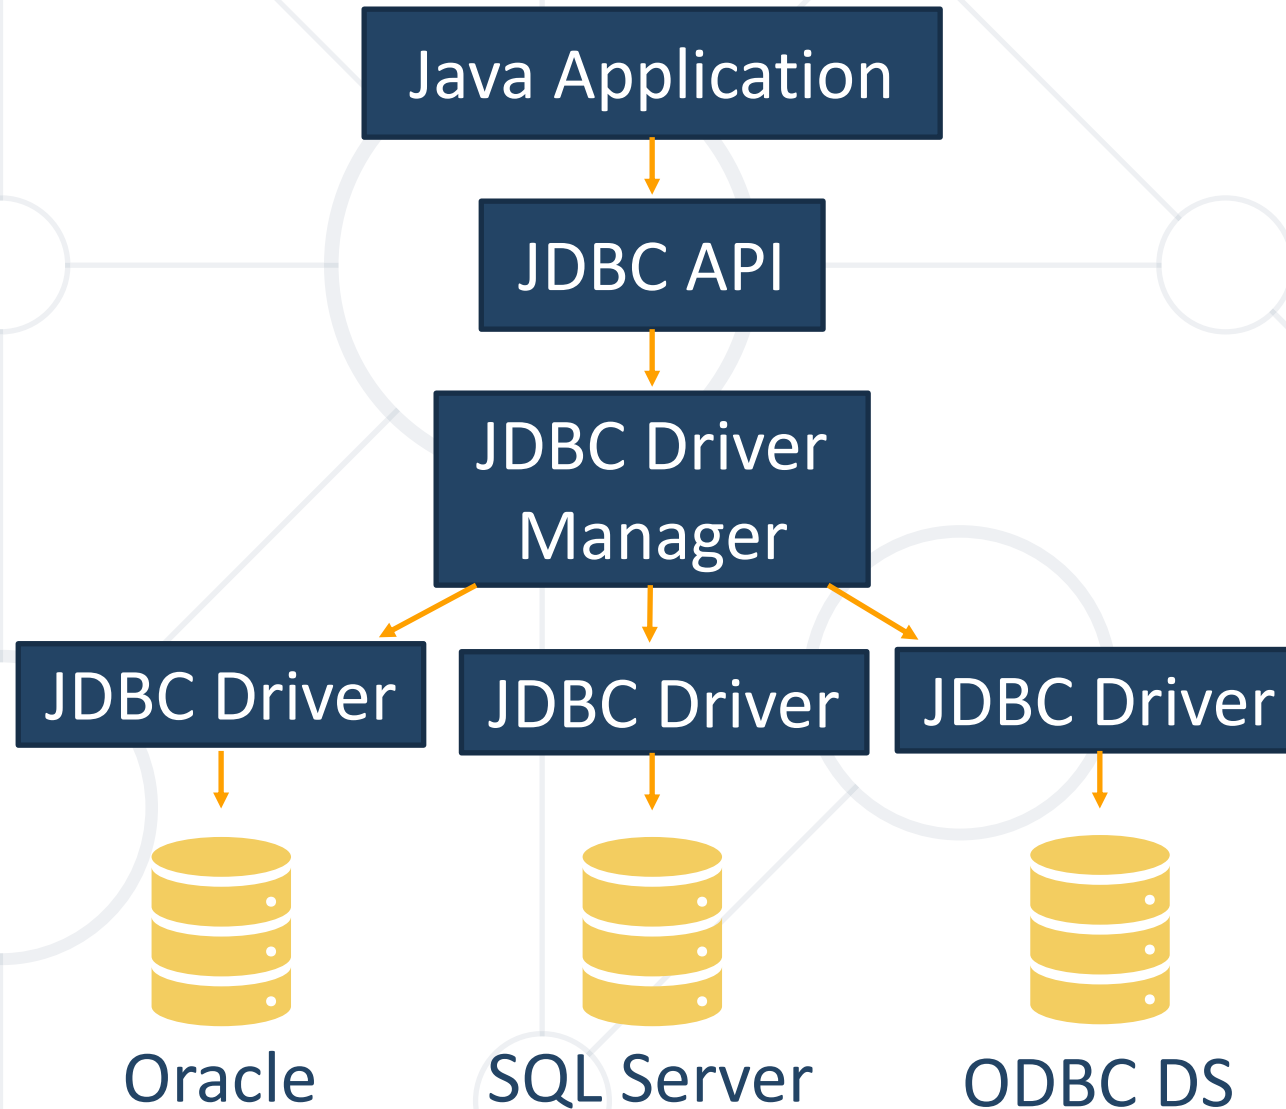 Java Application
JDBC API
JDBC Driver
Manager
JDBC Driver
JDBC Driver
JDBC Driver
Oracle
SQL Server
ODBC DS